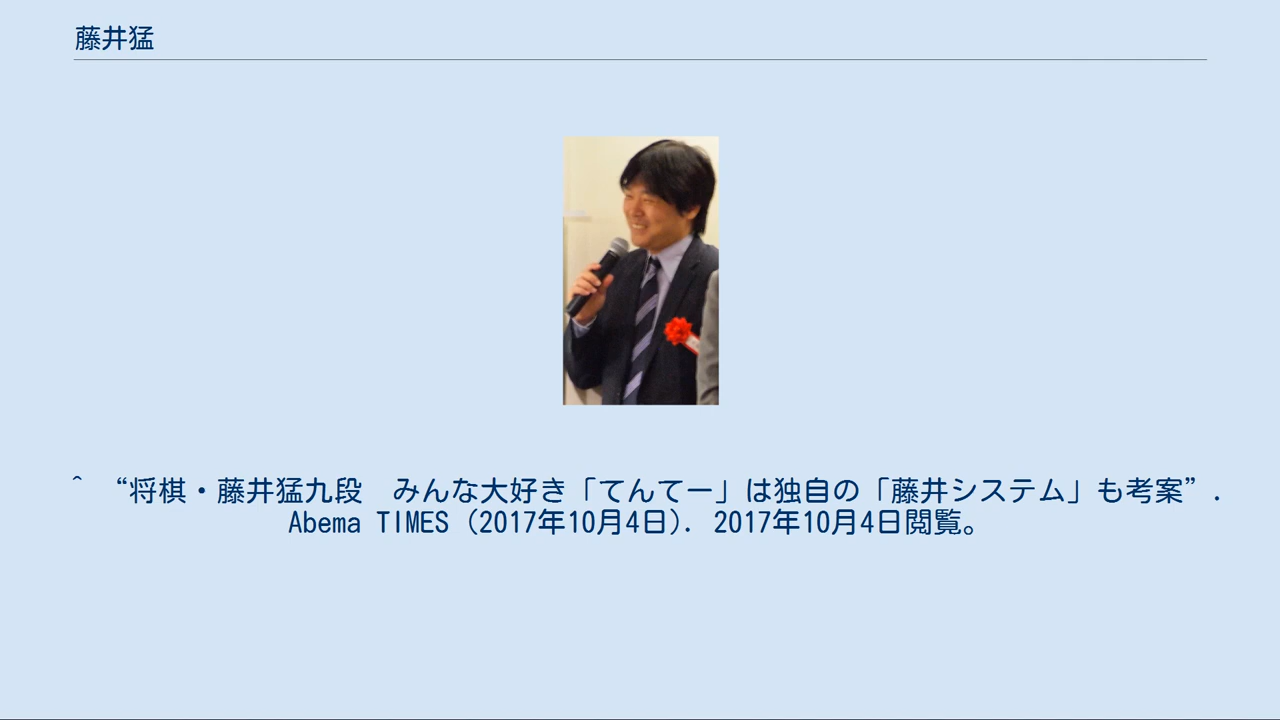 藤井猛
^ “将棋・藤井猛九段　みんな大好き「てんてー」は独自の「藤井システム」も考案”.
Abema TIMES (2017年10月4日). 2017年10月4日閲覧。